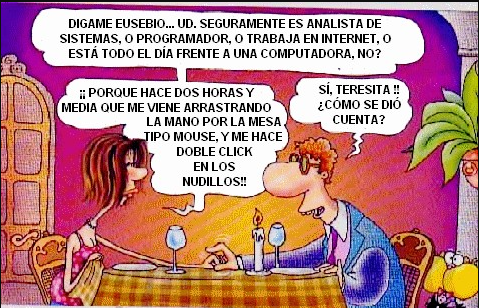 DIGAME EUSEBIO... UD. SEGURAMENTE ES ANALISTA DE
SISTEMAS, O PROGRAMADOR, O TRABAJA EN INTERNET, O
ESTÁ TODO EL DÍA FRENTE A UNA COMPUTADORA, NO?
SÍ, TERESITA !!
¿CÓMO SE DIÓ
CUENTA?
¡¡ PORQUE HACE DOS HORAS Y
MEDIA QUE ME VIENE ARRASTRANDO
LA MANO POR LA MESA
TIPO MOUSE, Y ME HACE
DOBLE CLICK
EN LOS
NUDILLOS!!